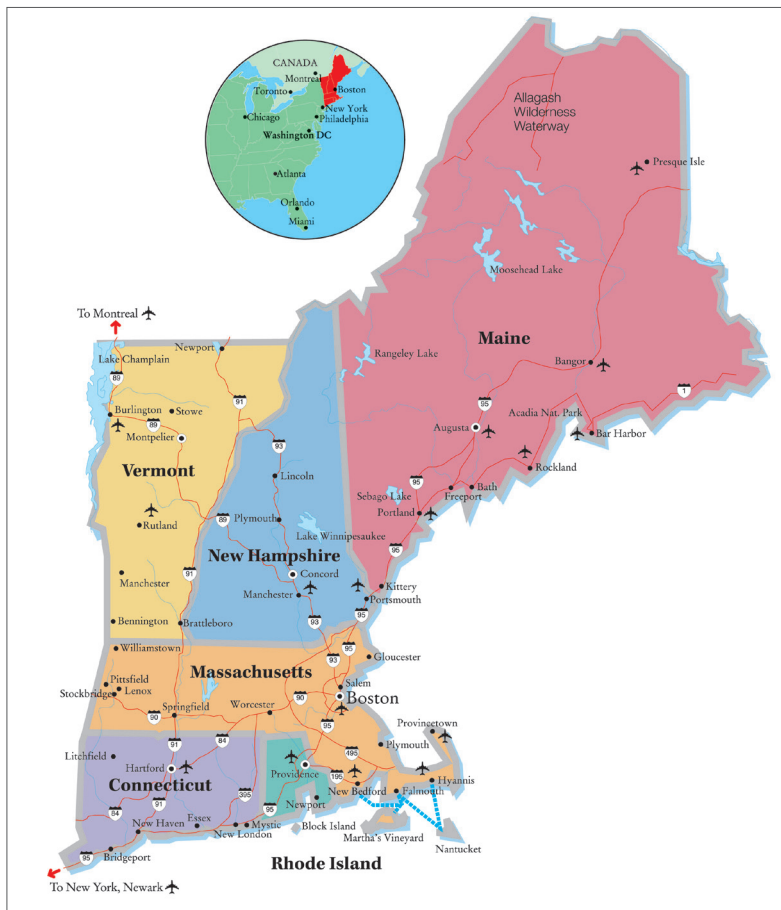 CANADA
Montreal
Toronto
Boston
New York
Chicago
Philadelphia
Washington DC
Atlanta
Orlando
Miami
Allagash
Wilderness
Waterway
Presque Isle
Moosehead Lake
To Montreal
Newport
Lake Champlain
Rangeley Lake
Maine
Bangor
89
91
1
95
Burlington
Stowe
Acadia Nat. Park
89
Montpelier
Augusta
Bar Harbor
93
Vermont
Lincoln
Rockland
95
Bath
Sebago Lake
Freeport
Portland
Rutland
Plymouth
89
Lake Winnipesaukee
New Hampshire
95
Manchester
91
Concord
Kittery
Manchester
Portsmouth
95
Bennington
Brattleboro
93
Williamstown
95
93
Gloucester
Massachusetts
Pittsfield
Lenox
Stockbridge
Salem
90
Boston
Springfield
Worcester
90
95
Provincetown
91
84
Plymouth
Litchfield
495
Hartford
Connecticut
Providence
195
Hyannis
New Bedford
Falmouth
395
91
84
95
Newport
Essex
New Haven
Mystic
New London
Block Island
Martha's Vineyard
Nantucket
Bridgeport
95
Rhode Island
To New York, Newark